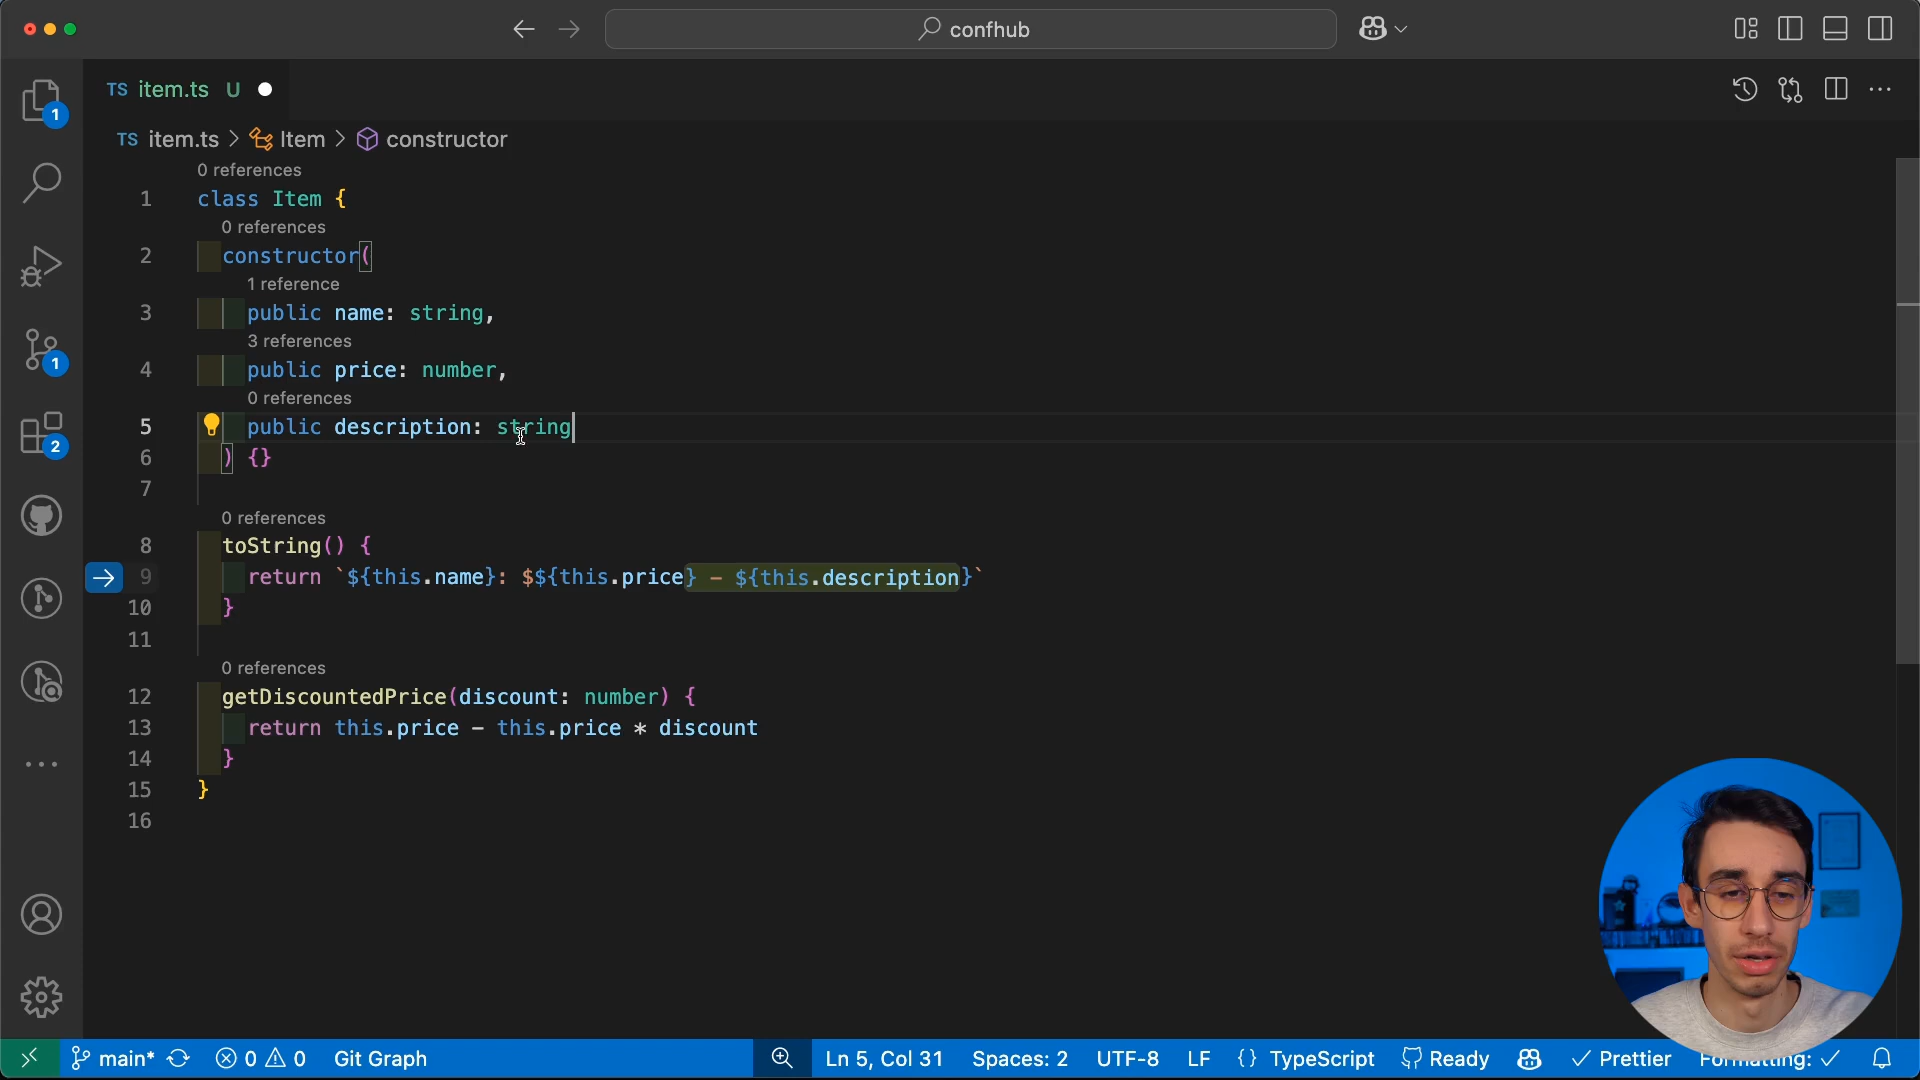 confhub
TS item.ts U
TS item.ts > Item > constructor
0 references
1 class Item {
0 references
2 constructor(
1 reference
3 public name: string,
3 references
4 public price: number,
0 references
5 public description: string
6 ) {}
7
0 references
8 toString() {
9 return `${this.name}: $${this.price} - ${this.description}`
10 }
11
0 references
12 getDiscountedPrice(discount: number) {
13 return this.price - this.price * discount
14 }
15 }
16
1
1
2
main* 0 0 Git Graph Ln 5, Col 31 Spaces: 2 UTF-8 LF {} TypeScript Ready Prettier Formatting: